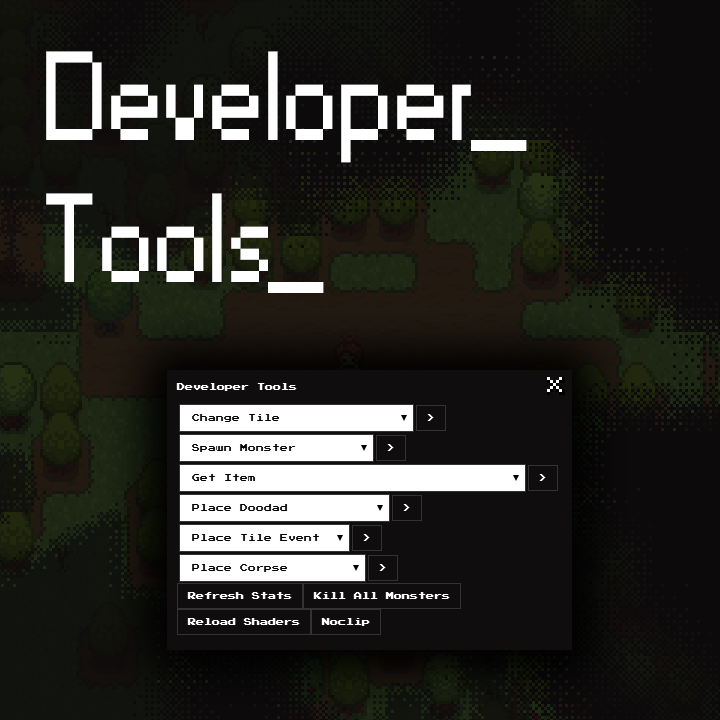 Developer_
Tools_
Developer Tools
Change Tile
Spawn Monster
Get Item
Place Doodad
Place Tile Event
Place Corpse
Refresh Stats Kill All Monsters
Reload Shaders Noclip